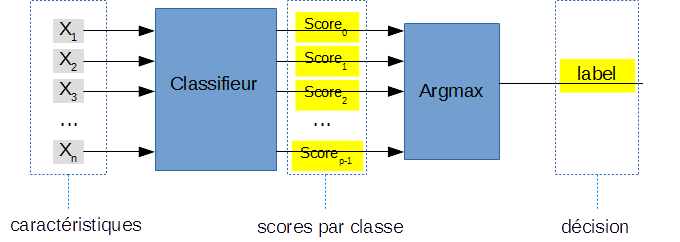 X1
X2
X3
...
Xn
Classifieur
Score0
Score1
Score2
...
Scorep-1
Argmax
label
caractéristiques
scores par classe
décision